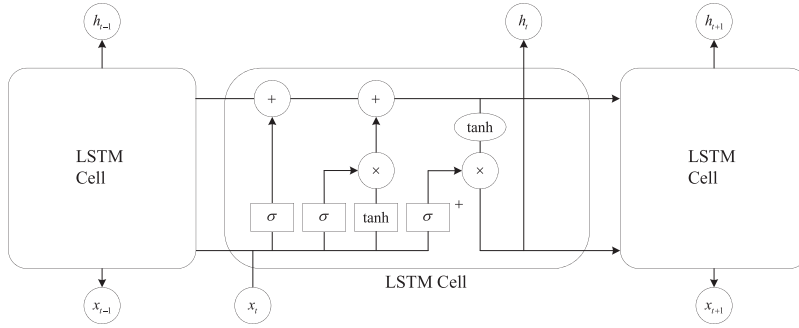 h_{t-1}
h_t
h_{t+1}
+
+
tanh
LSTM
Cell
×
×
LSTM
Cell
σ
σ
tanh
σ
+
LSTM Cell
x_{t-1}
x_t
x_{t+1}